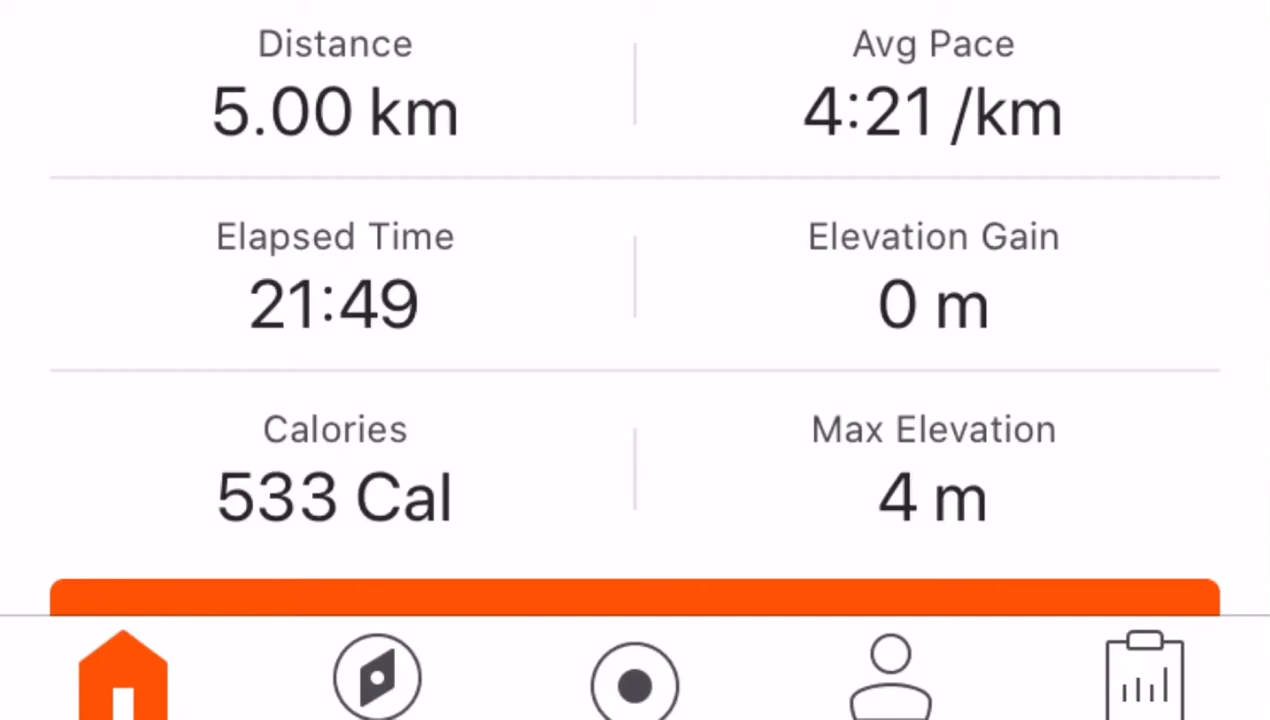 Distance
5.00 km
Avg Pace
4:21 /km
Elapsed Time
21:49
Elevation Gain
0 m
Calories
533 Cal
Max Elevation
4 m